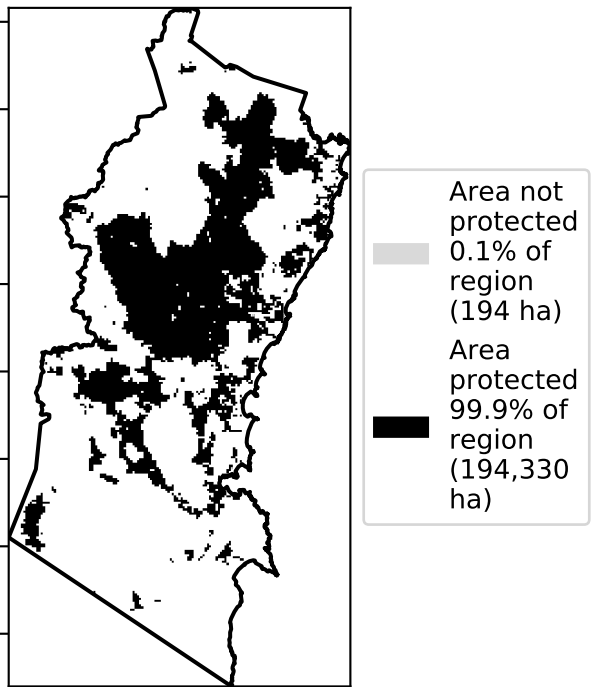 Area not
protected
0.1% of
region
(194 ha)
Area
protected
99.9% of
region
(194,330
ha)